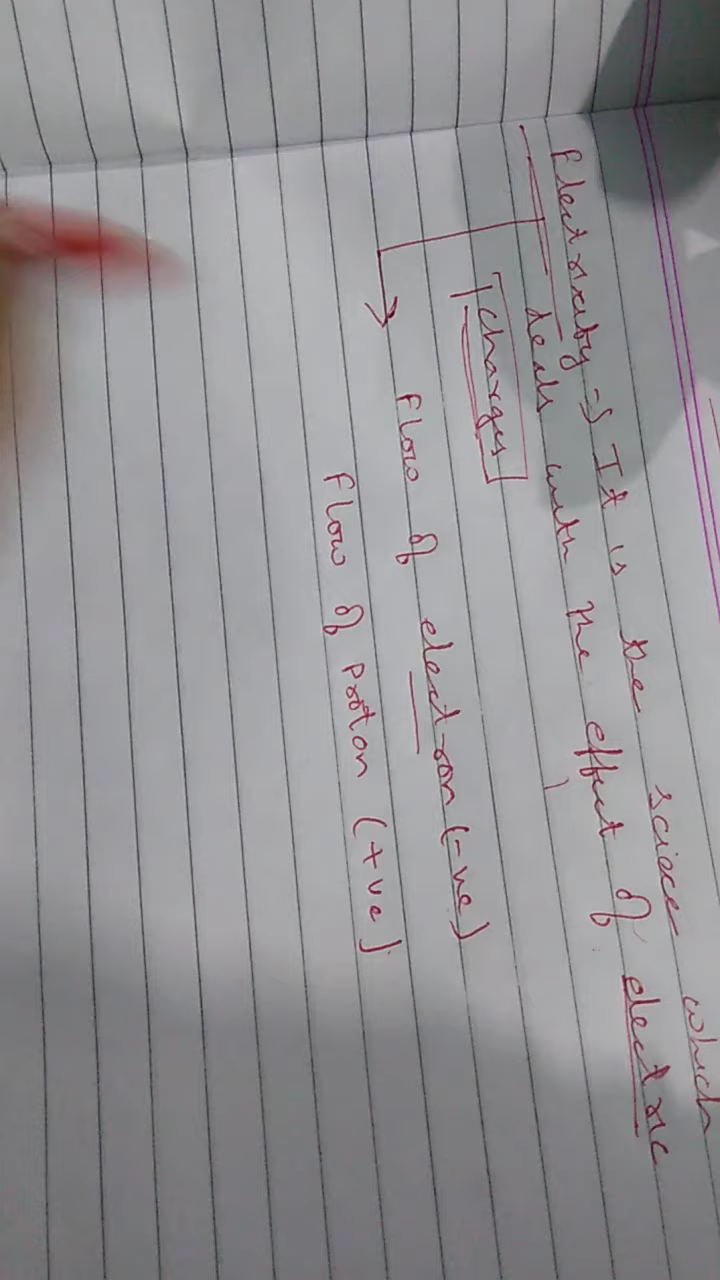 Electricity → It is the sciece which
deals with the effect of electric
charges
Flow of electron (-ve)
Flow of Proton (+ve)